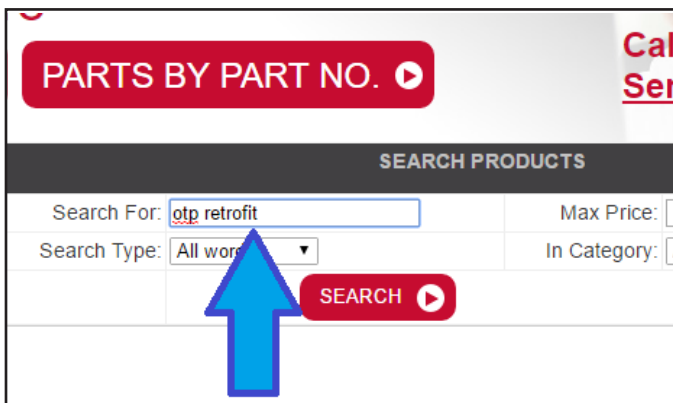 PARTS BY PART NO.
Cal
Ser
SEARCH PRODUCTS
Search For: otp retrofit Max Price:
Search Type: All word In Category:
SEARCH